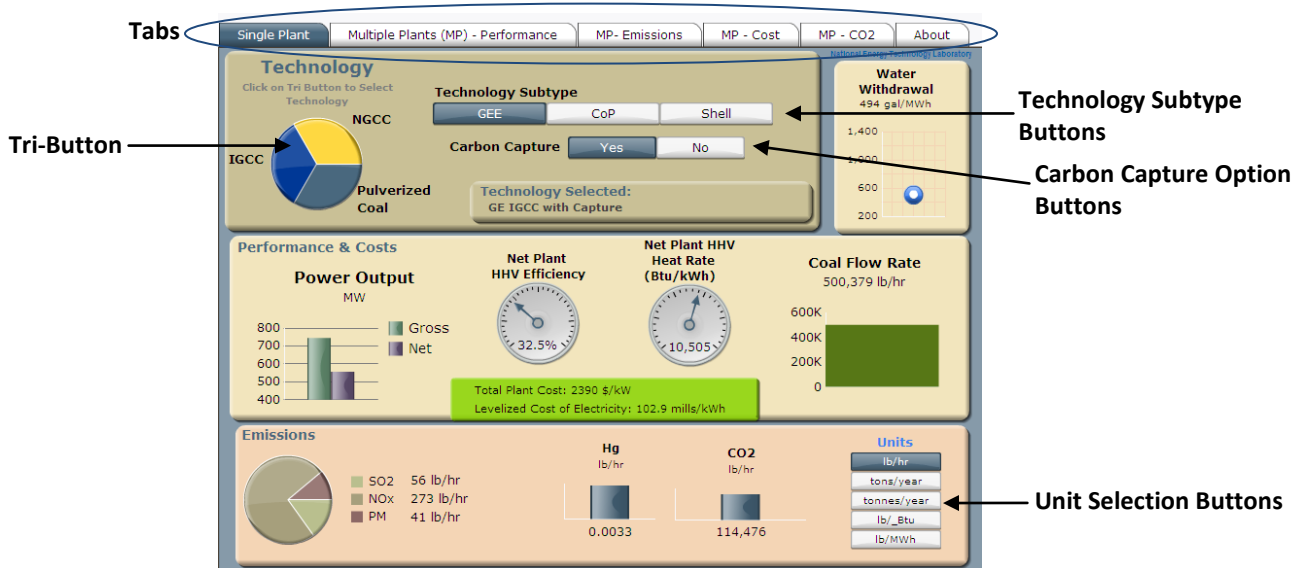 Tabs
Single Plant
Multiple Plants (MP) - Performance
MP- Emissions
MP - Cost
MP - CO2
About
National Energy Technology Laboratory
Technology
Click on Tri Button to Select
Technology
NGCC
IGCC
Pulverized
Coal
Tri-Button
Technology Subtype
GEE
CoP
Shell
Carbon Capture
Yes
No
Technology Selected:
GE IGCC with Capture
Water
Withdrawal
494 gal/MWh
1,400
1,000
600
200
Technology Subtype
Buttons
Carbon Capture Option
Buttons
Performance & Costs
Power Output
MW
800
700
600
500
400
Gross
Net
Net Plant
HHV Efficiency
32.5%
Net Plant HHV
Heat Rate
(Btu/kWh)
10,505
Coal Flow Rate
500,379 lb/hr
600K
400K
200K
0
Total Plant Cost: 2390 $/kW
Levelized Cost of Electricity: 102.9 mills/kWh
Emissions
SO2 56 lb/hr
NOx 273 lb/hr
PM 41 lb/hr
Hg
lb/hr
0.0033
CO2
lb/hr
114,476
Units
lb/hr
tons/year
tonnes/year
lb/_Btu
lb/MWh
Unit Selection Buttons